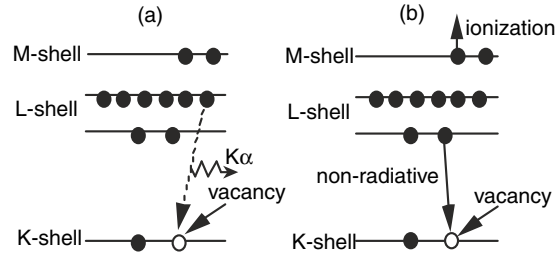 (a)
M-shell
L-shell
Kα
vacancy
K-shell
(b)
ionization
M-shell
L-shell
non-radiative
vacancy
K-shell